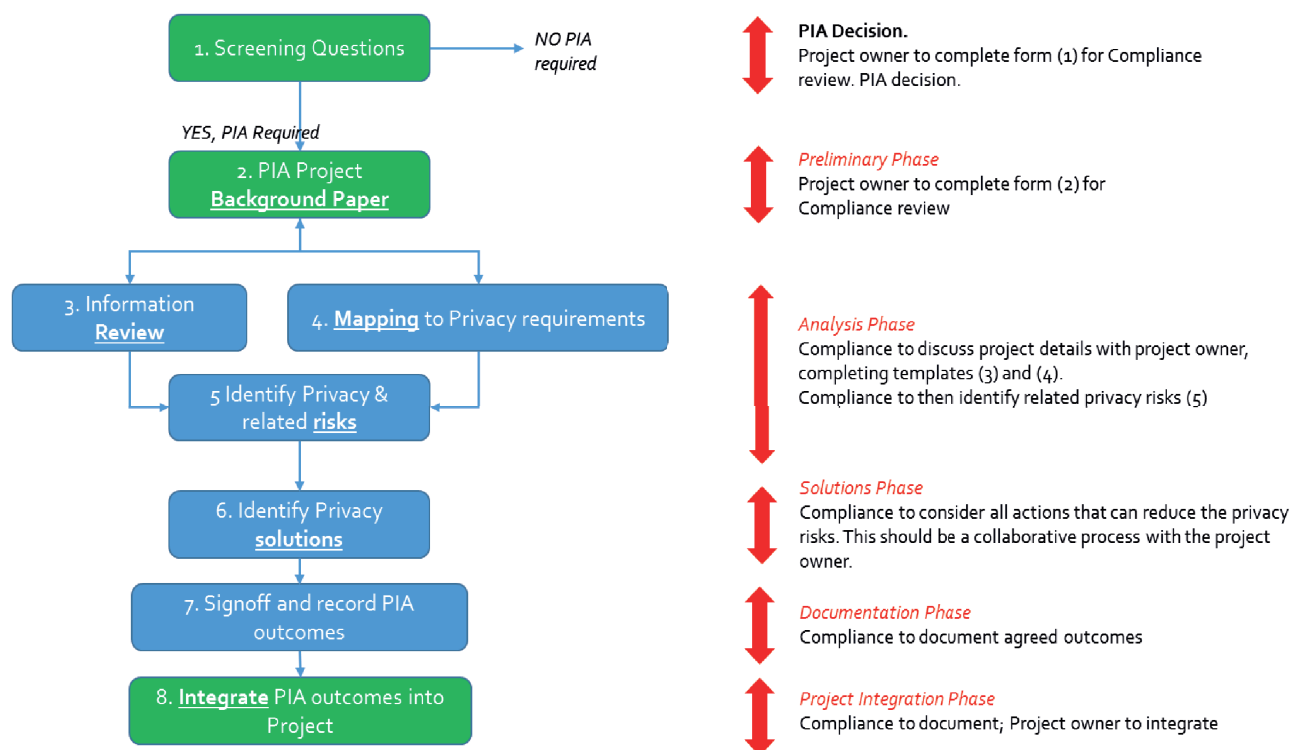 1. Screening Questions
NO PIA
required
YES, PIA Required
2. PIA Project
Background Paper
3. Information
Review
4. Mapping to Privacy requirements
5 Identify Privacy &
related risks
6. Identify Privacy
solutions
7. Signoff and record PIA
outcomes
8. Integrate PIA outcomes into
Project
PIA Decision.
Project owner to complete form (1) for Compliance
review. PIA decision.
Preliminary Phase
Project owner to complete form (2) for
Compliance review
Analysis Phase
Compliance to discuss project details with project owner,
completing templates (3) and (4).
Compliance to then identify related privacy risks (5)
Solutions Phase
Compliance to consider all actions that can reduce the privacy
risks. This should be a collaborative process with the project
owner.
Documentation Phase
Compliance to document agreed outcomes
Project Integration Phase
Compliance to document; Project owner to integrate